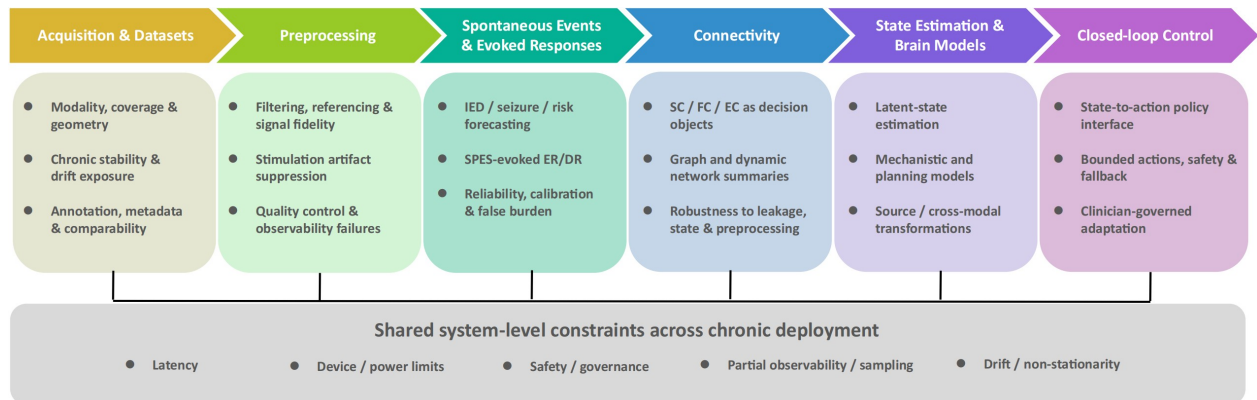 Acquisition & Datasets
Preprocessing
Spontaneous Events
& Evoked Responses
Connectivity
State Estimation &
Brain Models
Closed-loop Control
Modality, coverage &
geometry
Chronic stability &
drift exposure
Annotation, metadata
& comparability
Filtering, referencing &
signal fidelity
Stimulation artifact
suppression
Quality control &
observability failures
IED / seizure / risk
forecasting
SPES-evoked ER/DR
Reliability, calibration
& false burden
SC / FC / EC as decision
objects
Graph and dynamic
network summaries
Robustness to leakage,
state & preprocessing
Latent-state
estimation
Mechanistic and
planning models
Source / cross-modal
transformations
State-to-action policy
interface
Bounded actions, safety &
fallback
Clinician-governed
adaptation
Shared system-level constraints across chronic deployment
Latency
Device / power limits
Safety / governance
Partial observability / sampling
Drift / non-stationarity